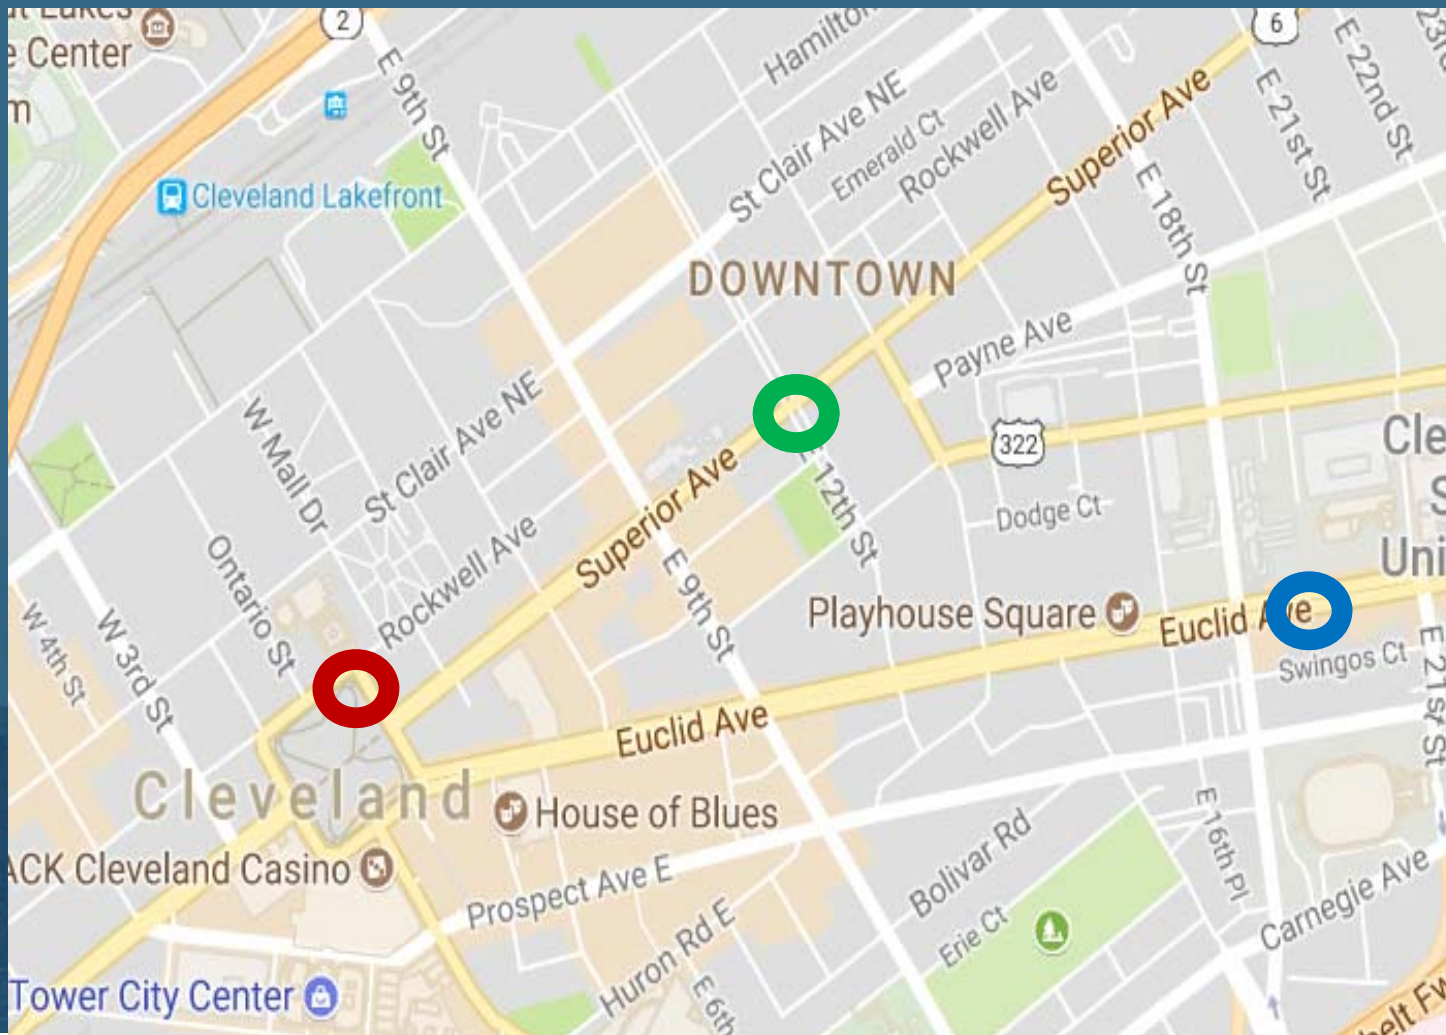 e Center
m
2
E 9th St
Hamilton
6
E 22nd St
E 21st St
St Clair Ave NE
Emerald Ct
Rockwell Ave
Superior Ave
E 18th St
Cleveland Lakefront
DOWNTOWN
Payne Ave
W Mall Dr
St Clair Ave NE
322
Cle
S
Uni
Superior Ave
E 12th St
Dodge Ct
Ontario St
Rockwell Ave
E 9th St
Playhouse Square
Euclid Ave
Swingos Ct
E 21st St
W 4th St
W 3rd St
Euclid Ave
Cleveland
House of Blues
E 16th Pl
ACK Cleveland Casino
Prospect Ave E
Bolivar Rd
Carnegie Ave
Huron Rd E
Erie Ct
E 6th
Tower City Center